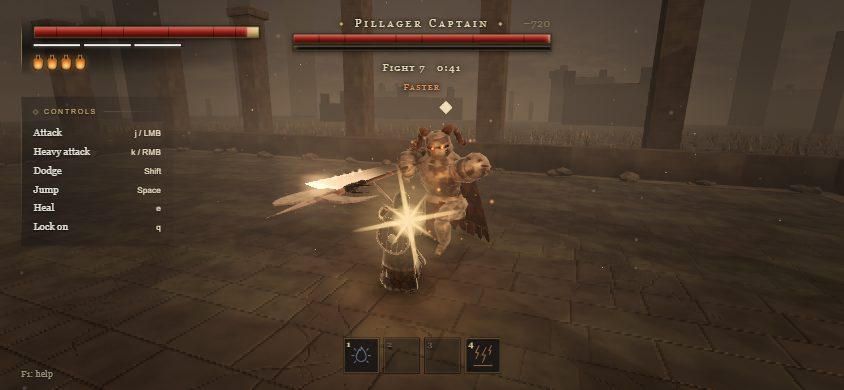 Pillager Captain
−720
Fight 7 0:41
Faster
CONTROLS
Attack j / LMB
Heavy attack k / RMB
Dodge Shift
Jump Space
Heal e
Lock on q
1 2 3 4
F1: help